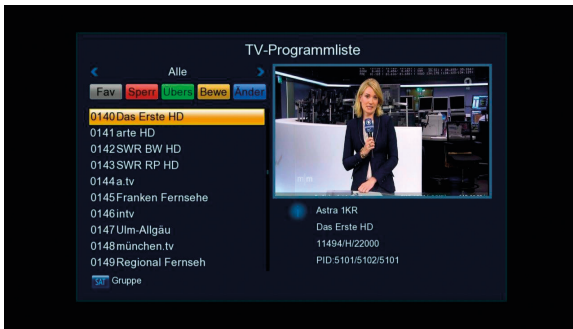 TV-Programmliste
Alle
Fav Sperr Übers Bewe Änder
0140 Das Erste HD
0141 arte HD
0142 SWR BW HD
0143 SWR RP HD
0144 a.tv
0145 Franken Fernsehe
0146 intv
0147 Ulm-Allgäu
0148 münchen.tv
0149 Regional Fernseh
SAT Gruppe
Astra 1KR
Das Erste HD
11494/H/22000
PID:5101/5102/5101